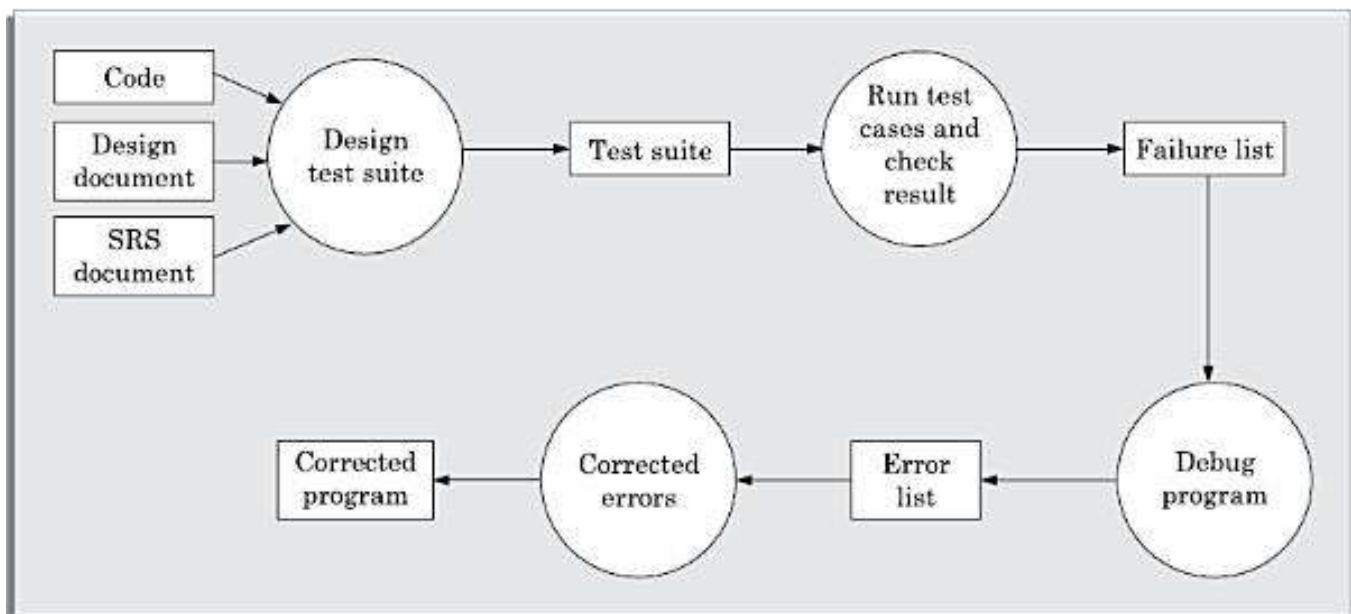 Code
Design
document
SRS
document
Design
test suite
Test suite
Run test
cases and
check
result
Failure list
Debug
program
Error
list
Corrected
errors
Corrected
program